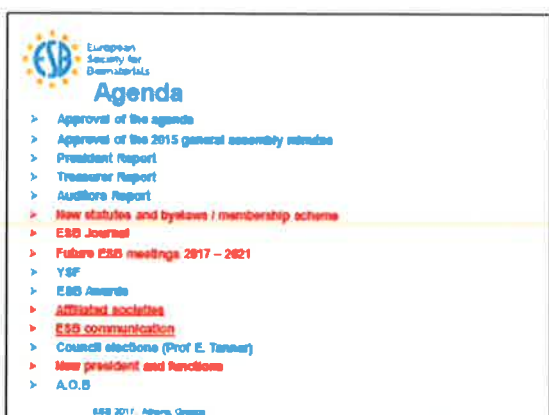 ESB
European
Society for
Biomaterials
Agenda
➤ Approval of the agenda
➤ Approval of the 2015 general assembly minutes
➤ President Report
➤ Treasurer Report
➤ Auditors Report
➤ New statutes and byelaws / membership scheme
➤ ESB Journal
➤ Future ESB meetings 2017 – 2021
➤ YSF
➤ ESB Awards
➤ Affiliated societies
➤ ESB communication
➤ Council elections (Prof E. Tanner)
➤ New president and functions
➤ A.O.B
ESB 2017, Athens, Greece